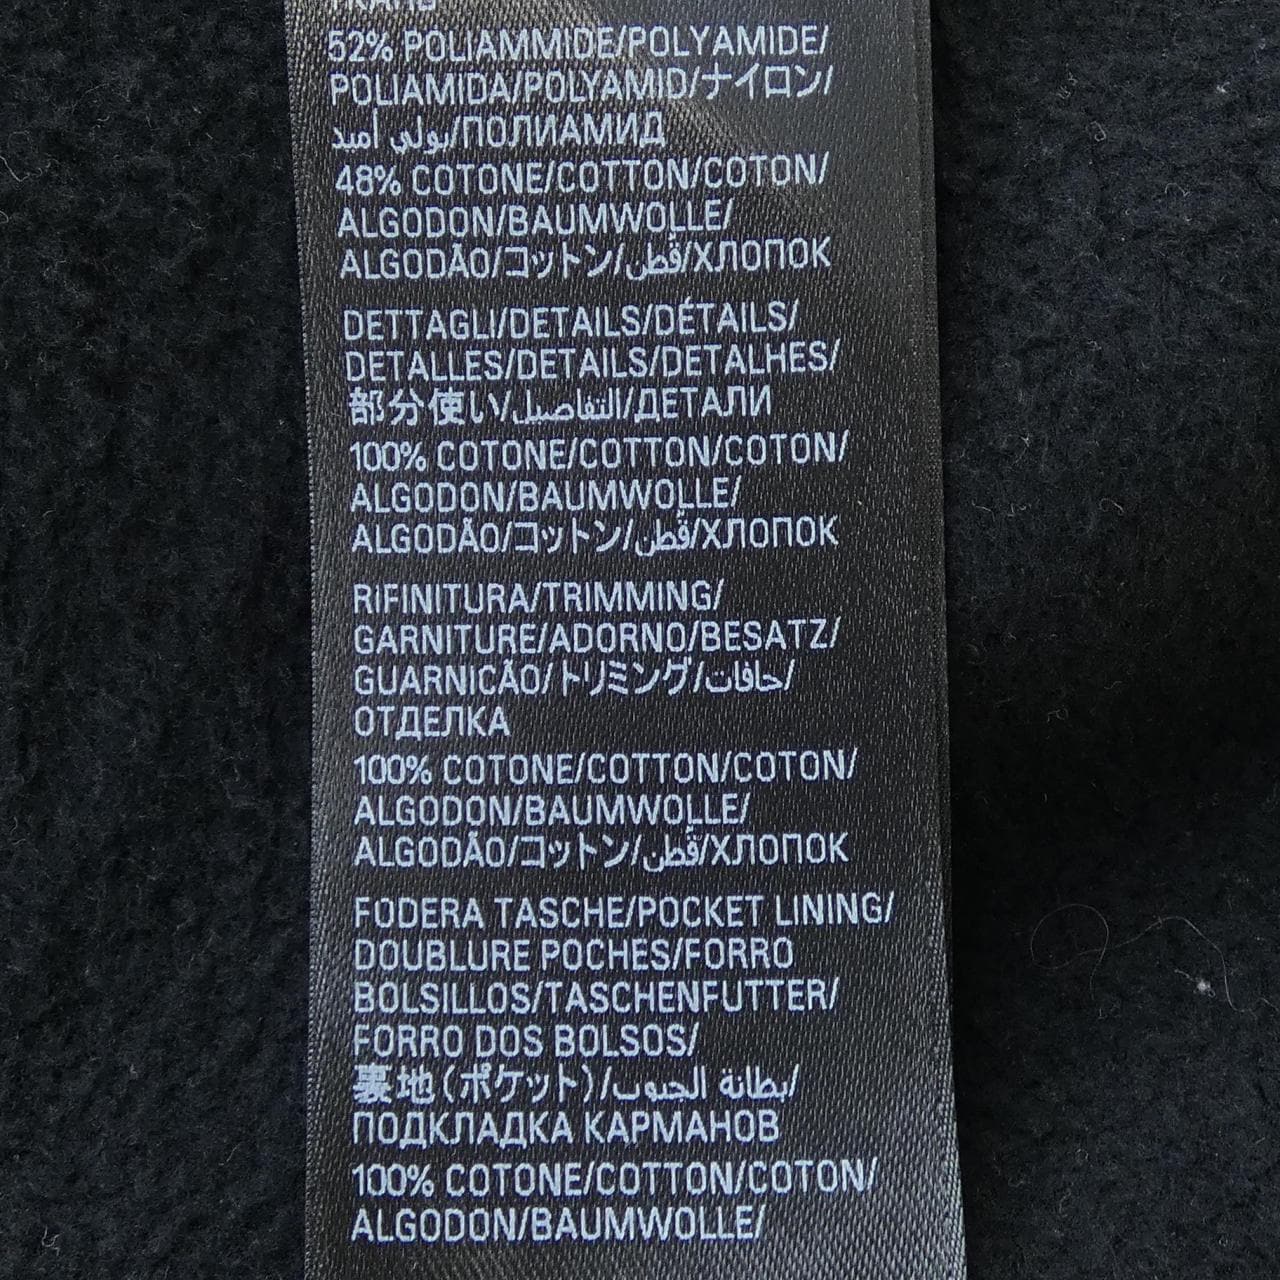 52% POLIAMMIDE/POLYAMIDE/
POLIAMIDA/POLYAMID/ナイロン/
بولي أميد/ПОЛИАМИД
48% COTONE/COTTON/COTON/
ALGODON/BAUMWOLLE/
ALGODÃO/コットン/قطن/ХЛОПОК
DETTAGLI/DETAILS/DÉTAILS/
DETALLES/DETAILS/DETALHES/
部分使い/التفاصيل/ДЕТАЛИ
100% COTONE/COTTON/COTON/
ALGODON/BAUMWOLLE/
ALGODÃO/コットン/قطن/ХЛОПОК
RIFINITURA/TRIMMING/
GARNITURE/ADORNO/BESATZ/
GUARNICÃO/トリミング/حافات/
ОТДЕЛКА
100% COTONE/COTTON/COTON/
ALGODON/BAUMWOLLE/
ALGODÃO/コットン/قطن/ХЛОПОК
FODERA TASCHE/POCKET LINING/
DOUBLURE POCHES/FORRO
BOLSILLOS/TASCHENFUTTER/
FORRO DOS BOLSOS/
裏地(ポケット)/بطانة الجيوب/
ПОДКЛАДКА КАРМАНОВ
100% COTONE/COTTON/COTON/
ALGODON/BAUMWOLLE/